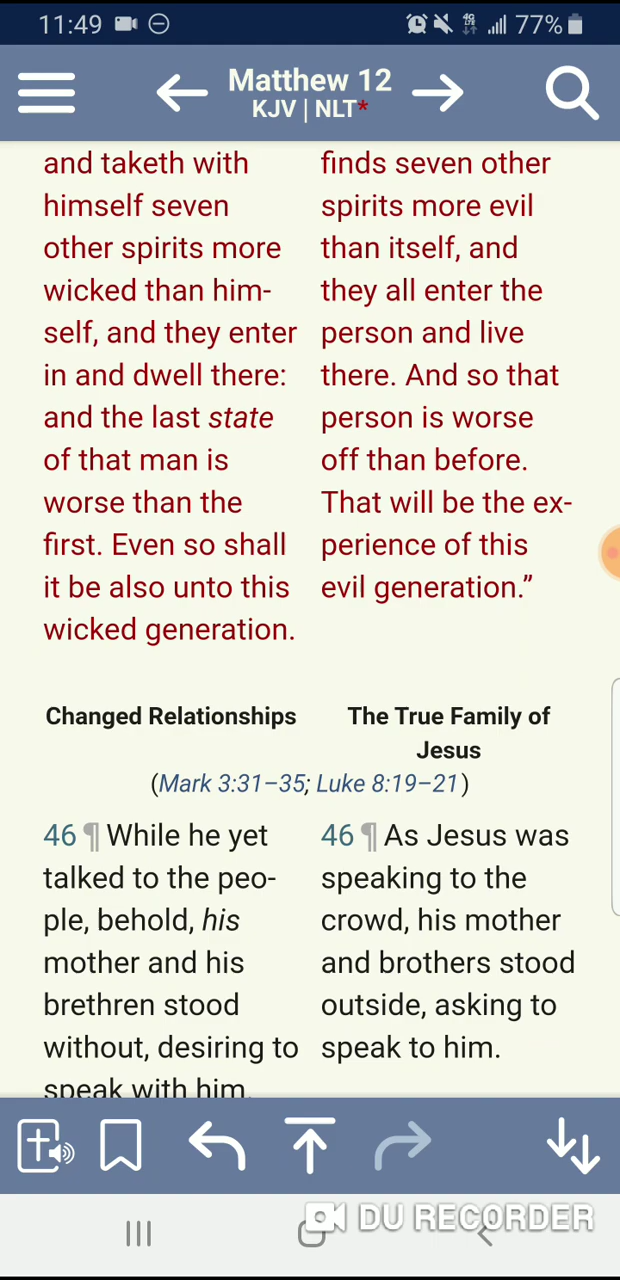 11:49 77%
Matthew 12
KJV | NLT*
and taketh with
himself seven
other spirits more
wicked than him-
self, and they enter
in and dwell there:
and the last state
of that man is
worse than the
first. Even so shall
it be also unto this
wicked generation.
finds seven other
spirits more evil
than itself, and
they all enter the
person and live
there. And so that
person is worse
off than before.
That will be the ex-
perience of this
evil generation.”
Changed Relationships
The True Family of
Jesus
(Mark 3:31–35; Luke 8:19–21)
46 ¶ While he yet
talked to the peo-
ple, behold, his
mother and his
brethren stood
without, desiring to
speak with him.
46 ¶ As Jesus was
speaking to the
crowd, his mother
and brothers stood
outside, asking to
speak to him.
DU RECORDER